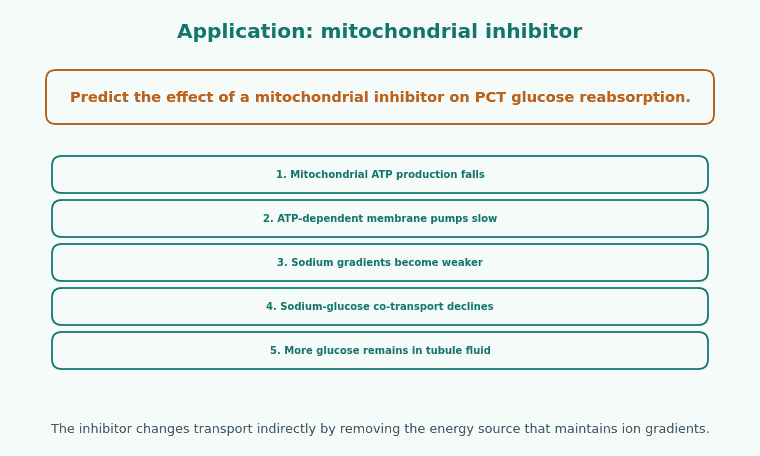 Application: mitochondrial inhibitor
Predict the effect of a mitochondrial inhibitor on PCT glucose reabsorption.
1. Mitochondrial ATP production falls
2. ATP-dependent membrane pumps slow
3. Sodium gradients become weaker
4. Sodium-glucose co-transport declines
5. More glucose remains in tubule fluid
The inhibitor changes transport indirectly by removing the energy source that maintains ion gradients.